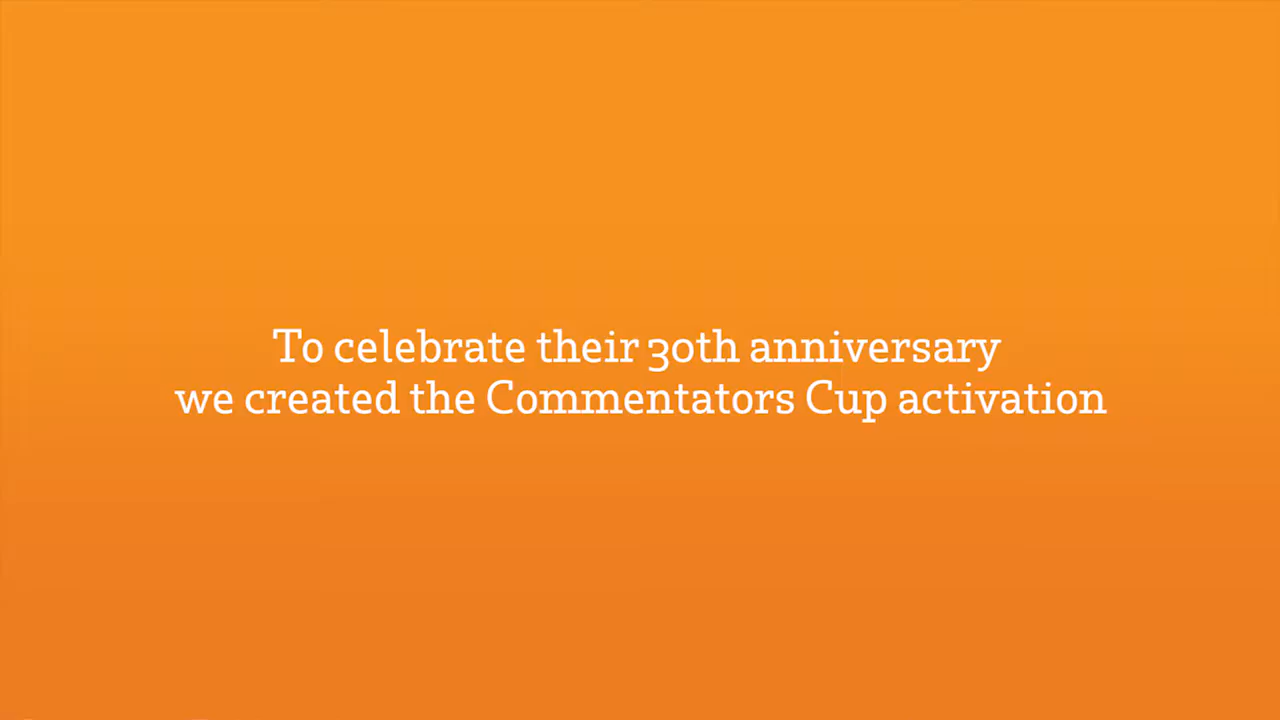 To celebrate their 30th anniversary
we created the Commentators Cup activation